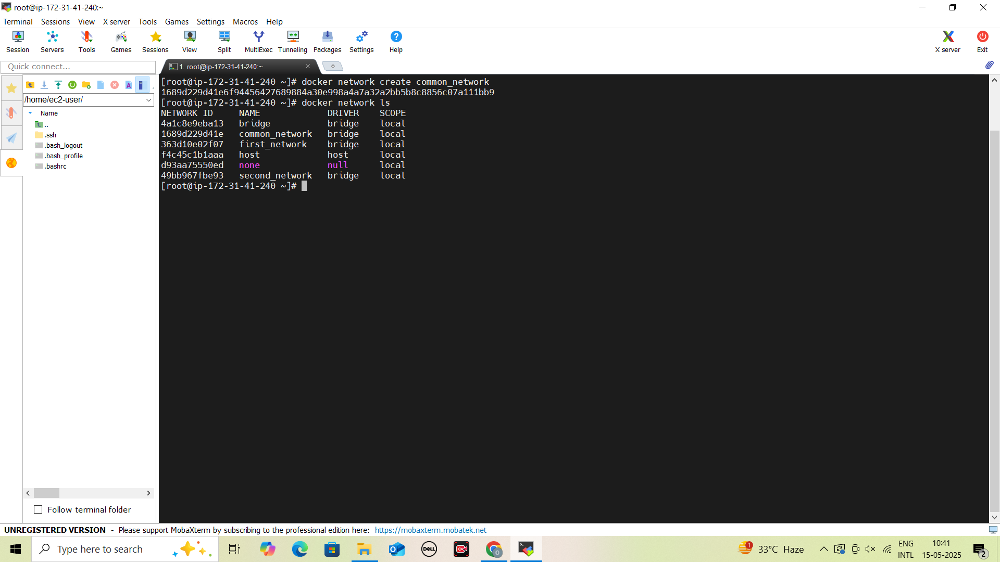 root@ip-172-31-41-240:~
Terminal Sessions View X server Tools Games Settings Macros Help
Session Servers Tools Games Sessions View Split MultiExec Tunneling Packages Settings Help X server Exit
Quick connect...
1. root@ip-172-31-41-240:~
/home/ec2-user/
Name
..
.ssh
.bash_logout
.bash_profile
.bashrc
[root@ip-172-31-41-240 ~]# docker network create common_network
1689d229d41e6f94456427689884a30e998a4a7a32a2bb5b8c8856c07a111bb9
[root@ip-172-31-41-240 ~]# docker network ls
NETWORK ID NAME DRIVER SCOPE
4a1c8e9eba13 bridge bridge local
1689d229d41e common_network bridge local
363d10e02f07 first_network bridge local
f4c45c1b1aaa host host local
d93aa75550ed none null local
49bb967fbe93 second_network bridge local
[root@ip-172-31-41-240 ~]#
Follow terminal folder
UNREGISTERED VERSION - Please support MobaXterm by subscribing to the professional edition here: https://mobaxterm.mobatek.net
Type here to search
DELL
1
33°C Haze
ENG
INTL
10:41
15-05-2025
2